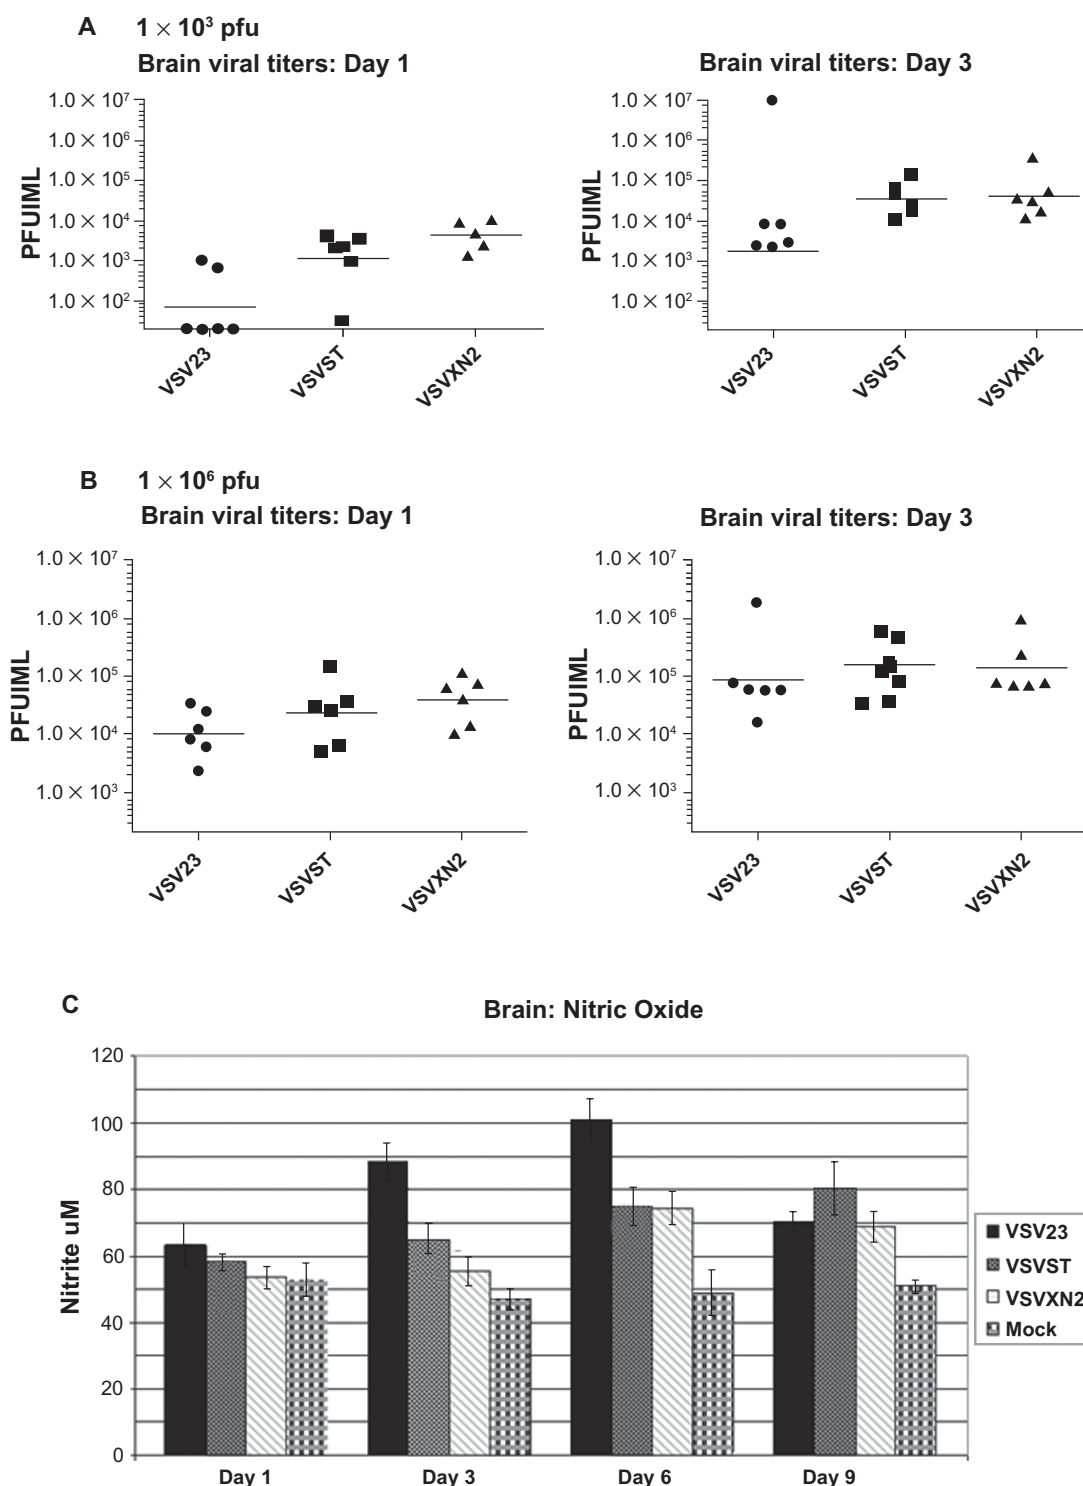 A 1 × 10³ pfu
Brain viral titers: Day 1
Brain viral titers: Day 3
PFUIML
1.0 × 10⁷
1.0 × 10⁶
1.0 × 10⁵
1.0 × 10⁴
1.0 × 10³
1.0 × 10²
VSV23
VSVST
VSVXN2
PFUIML
1.0 × 10⁷
1.0 × 10⁶
1.0 × 10⁵
1.0 × 10⁴
1.0 × 10³
1.0 × 10²
VSV23
VSVST
VSVXN2
B 1 × 10⁶ pfu
Brain viral titers: Day 1
Brain viral titers: Day 3
PFUIML
1.0 × 10⁷
1.0 × 10⁶
1.0 × 10⁵
1.0 × 10⁴
1.0 × 10³
VSV23
VSVST
VSVXN2
PFUIML
1.0 × 10⁷
1.0 × 10⁶
1.0 × 10⁵
1.0 × 10⁴
1.0 × 10³
VSV23
VSVST
VSVXN2
C
Brain: Nitric Oxide
Nitrite uM
120
100
80
60
40
20
0
Day 1
Day 3
Day 6
Day 9
VSV23
VSVST
VSVXN2
Mock